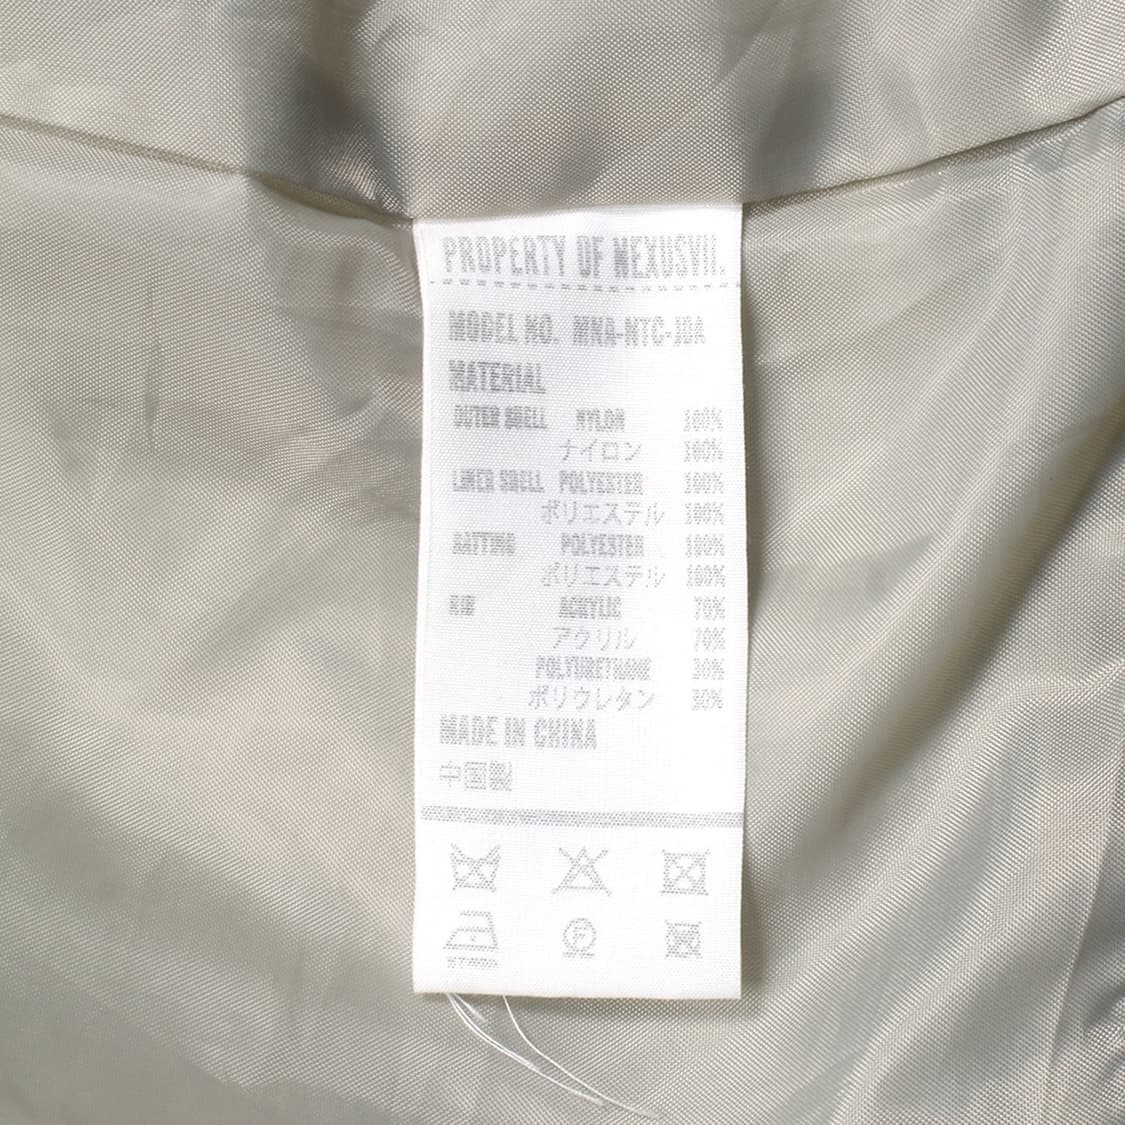 PROPERTY OF NEXUSVII.
MODEL NO. MNA-NTC-J0A
MATERIAL
OUTER SHELL NYLON 100%
ナイロン 100%
LINER SHELL POLYESTER 100%
ポリエステル 100%
BATTING POLYESTER 100%
ポリエステル 100%
RIB ACRYLIC 70%
アクリル 70%
POLYURETHANE 30%
ポリウレタン 30%
MADE IN CHINA
中国製
F